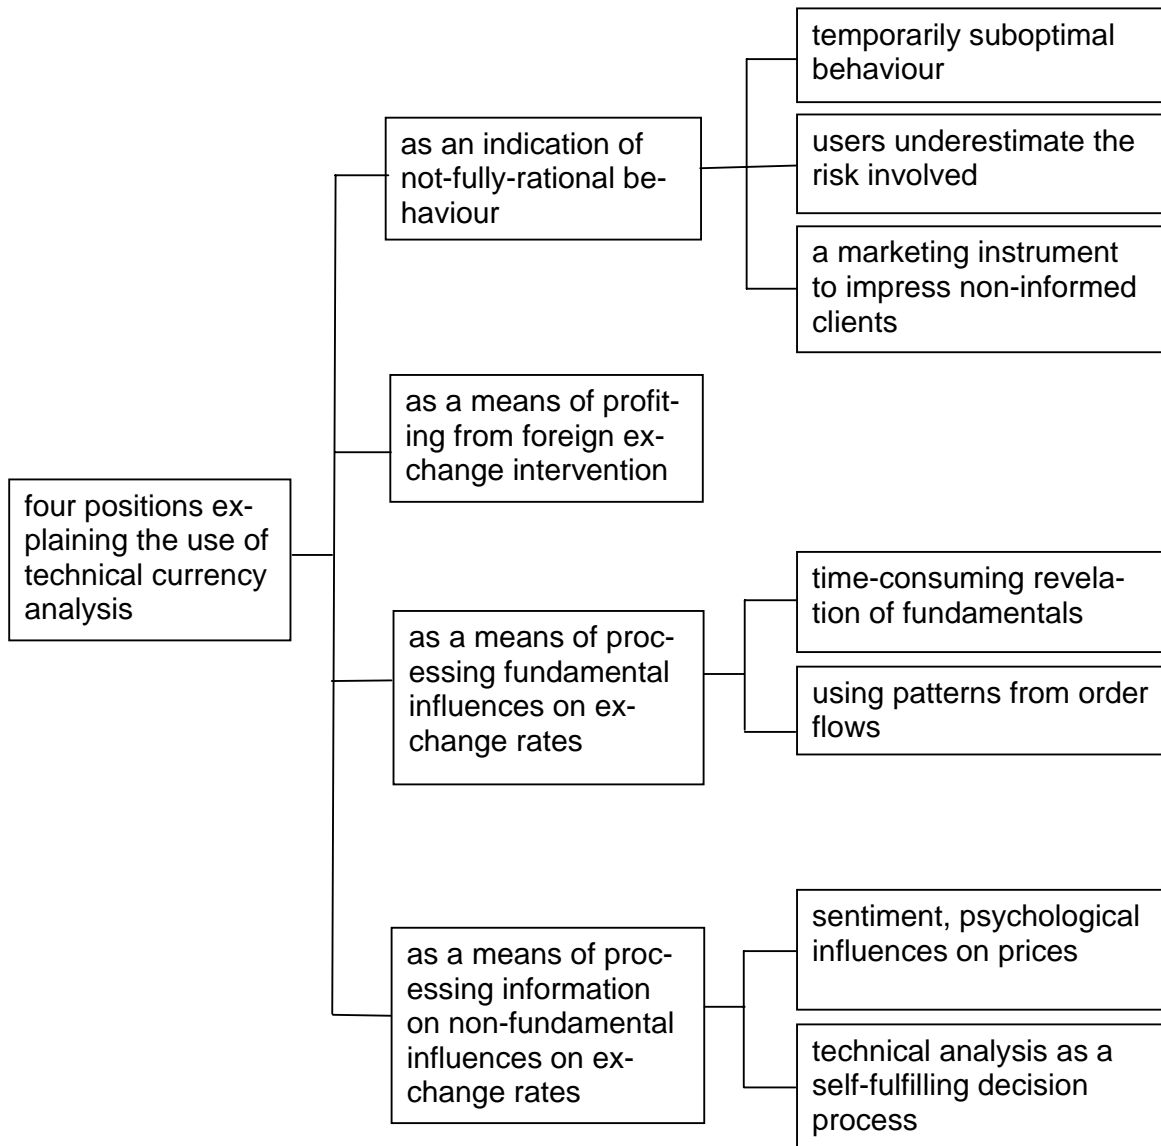 four positions ex-
plaining the use of
technical currency
analysis
as an indication of
not-fully-rational be-
haviour
temporarily suboptimal
behaviour
users underestimate the
risk involved
a marketing instrument
to impress non-informed
clients
as a means of profit-
ing from foreign ex-
change intervention
as a means of proc-
essing fundamental
influences on ex-
change rates
time-consuming revela-
tion of fundamentals
using patterns from order
flows
as a means of proc-
essing information
on non-fundamental
influences on ex-
change rates
sentiment, psychological
influences on prices
technical analysis as a
self-fulfilling decision
process